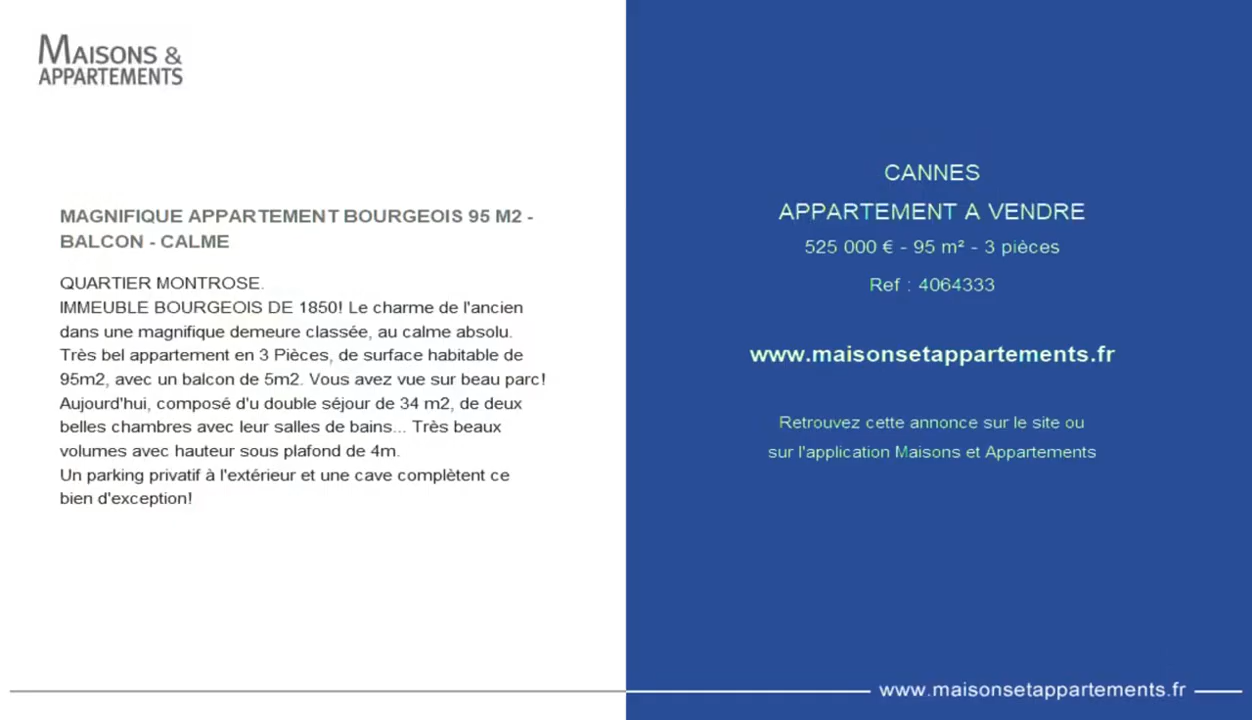 MAISONS &
APPARTEMENTS
MAGNIFIQUE APPARTEMENT BOURGEOIS 95 M2 -
BALCON - CALME
QUARTIER MONTROSE.
IMMEUBLE BOURGEOIS DE 1850! Le charme de l'ancien
dans une magnifique demeure classée, au calme absolu.
Très bel appartement en 3 Pièces, de surface habitable de
95m2, avec un balcon de 5m2. Vous avez vue sur beau parc!
Aujourd'hui, composé d'u double séjour de 34 m2, de deux
belles chambres avec leur salles de bains... Très beaux
volumes avec hauteur sous plafond de 4m.
Un parking privatif à l'extérieur et une cave complètent ce
bien d'exception!
CANNES
APPARTEMENT A VENDRE
525 000 € - 95 m² - 3 pièces
Ref : 4064333
www.maisonsetappartements.fr
Retrouvez cette annonce sur le site ou
sur l'application Maisons et Appartements
www.maisonsetappartements.fr